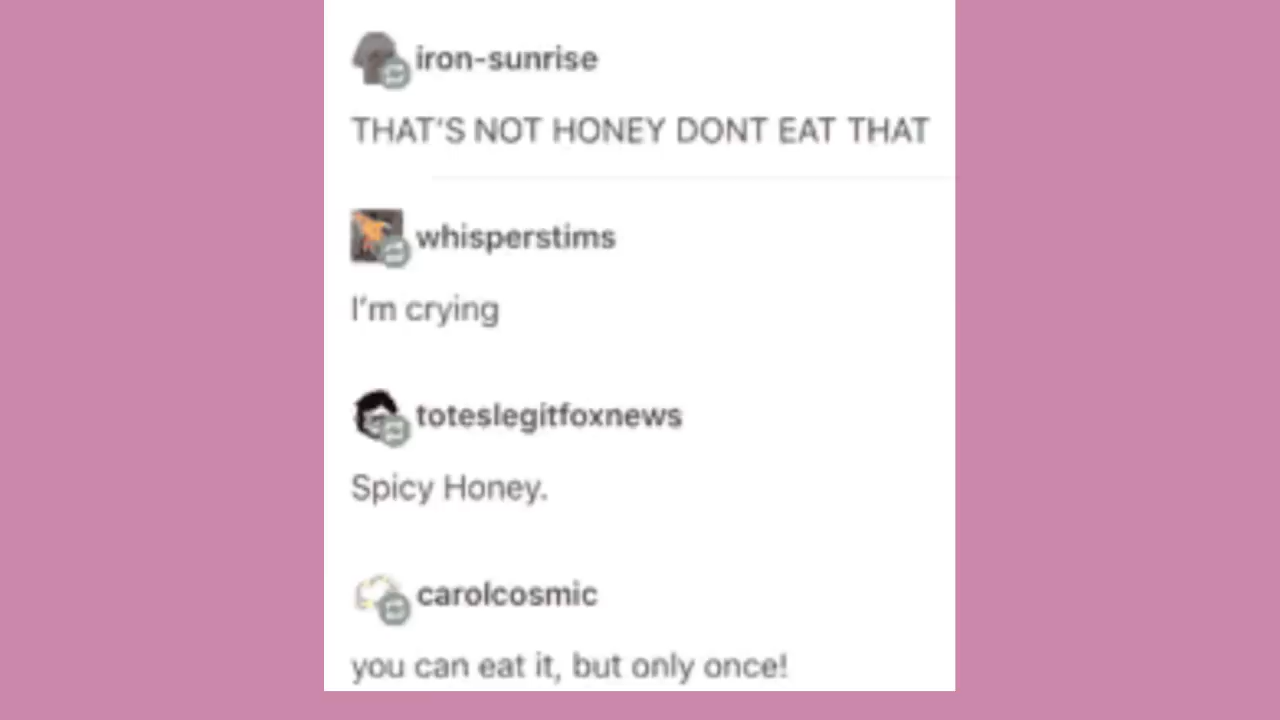 iron-sunrise
THAT'S NOT HONEY DONT EAT THAT
whisperstims
I'm crying
toteslegitfoxnews
Spicy Honey.
carolcosmic
you can eat it, but only once!